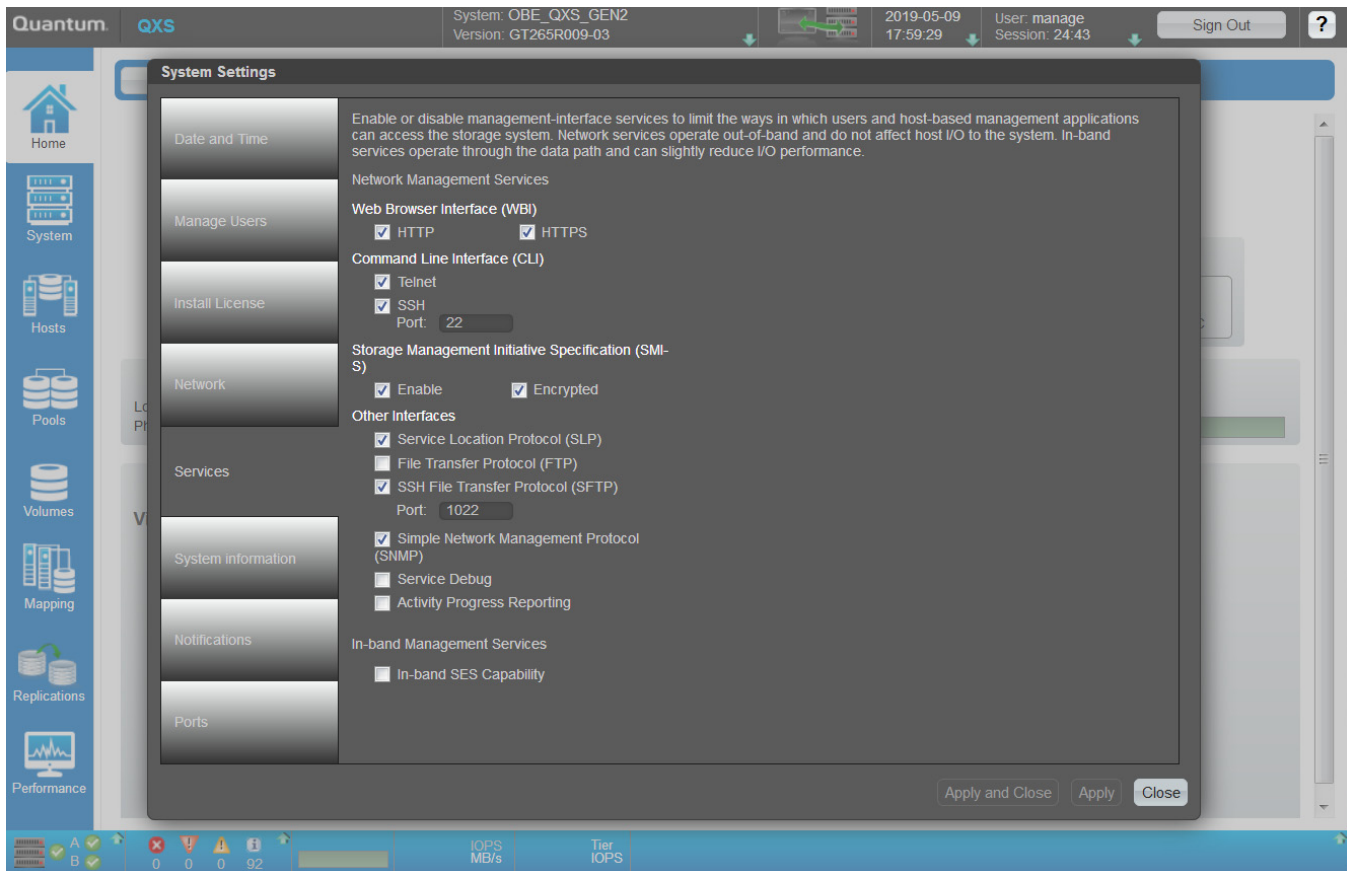 Quantum.
QXS
System: OBE_QXS_GEN2
Version: GT265R009-03
2019-05-09
17:59:29
User: manage
Session: 24:43
Sign Out
?
System Settings
Home
System
Hosts
Pools
Volumes
Mapping
Replications
Performance
Date and Time
Manage Users
Install License
Network
Services
System information
Notifications
Ports
Enable or disable management-interface services to limit the ways in which users and host-based management applications
can access the storage system. Network services operate out-of-band and do not affect host I/O to the system. In-band
services operate through the data path and can slightly reduce I/O performance.
Network Management Services
Web Browser Interface (WBI)
HTTP HTTPS
Command Line Interface (CLI)
Telnet
SSH
Port: 22
Storage Management Initiative Specification (SMI-
S)
Enable Encrypted
Other Interfaces
Service Location Protocol (SLP)
File Transfer Protocol (FTP)
SSH File Transfer Protocol (SFTP)
Port: 1022
Simple Network Management Protocol
(SNMP)
Service Debug
Activity Progress Reporting
In-band Management Services
In-band SES Capability
Apply and Close Apply Close
A
B
0 0 0 92
IOPS
MB/s
Tier
IOPS